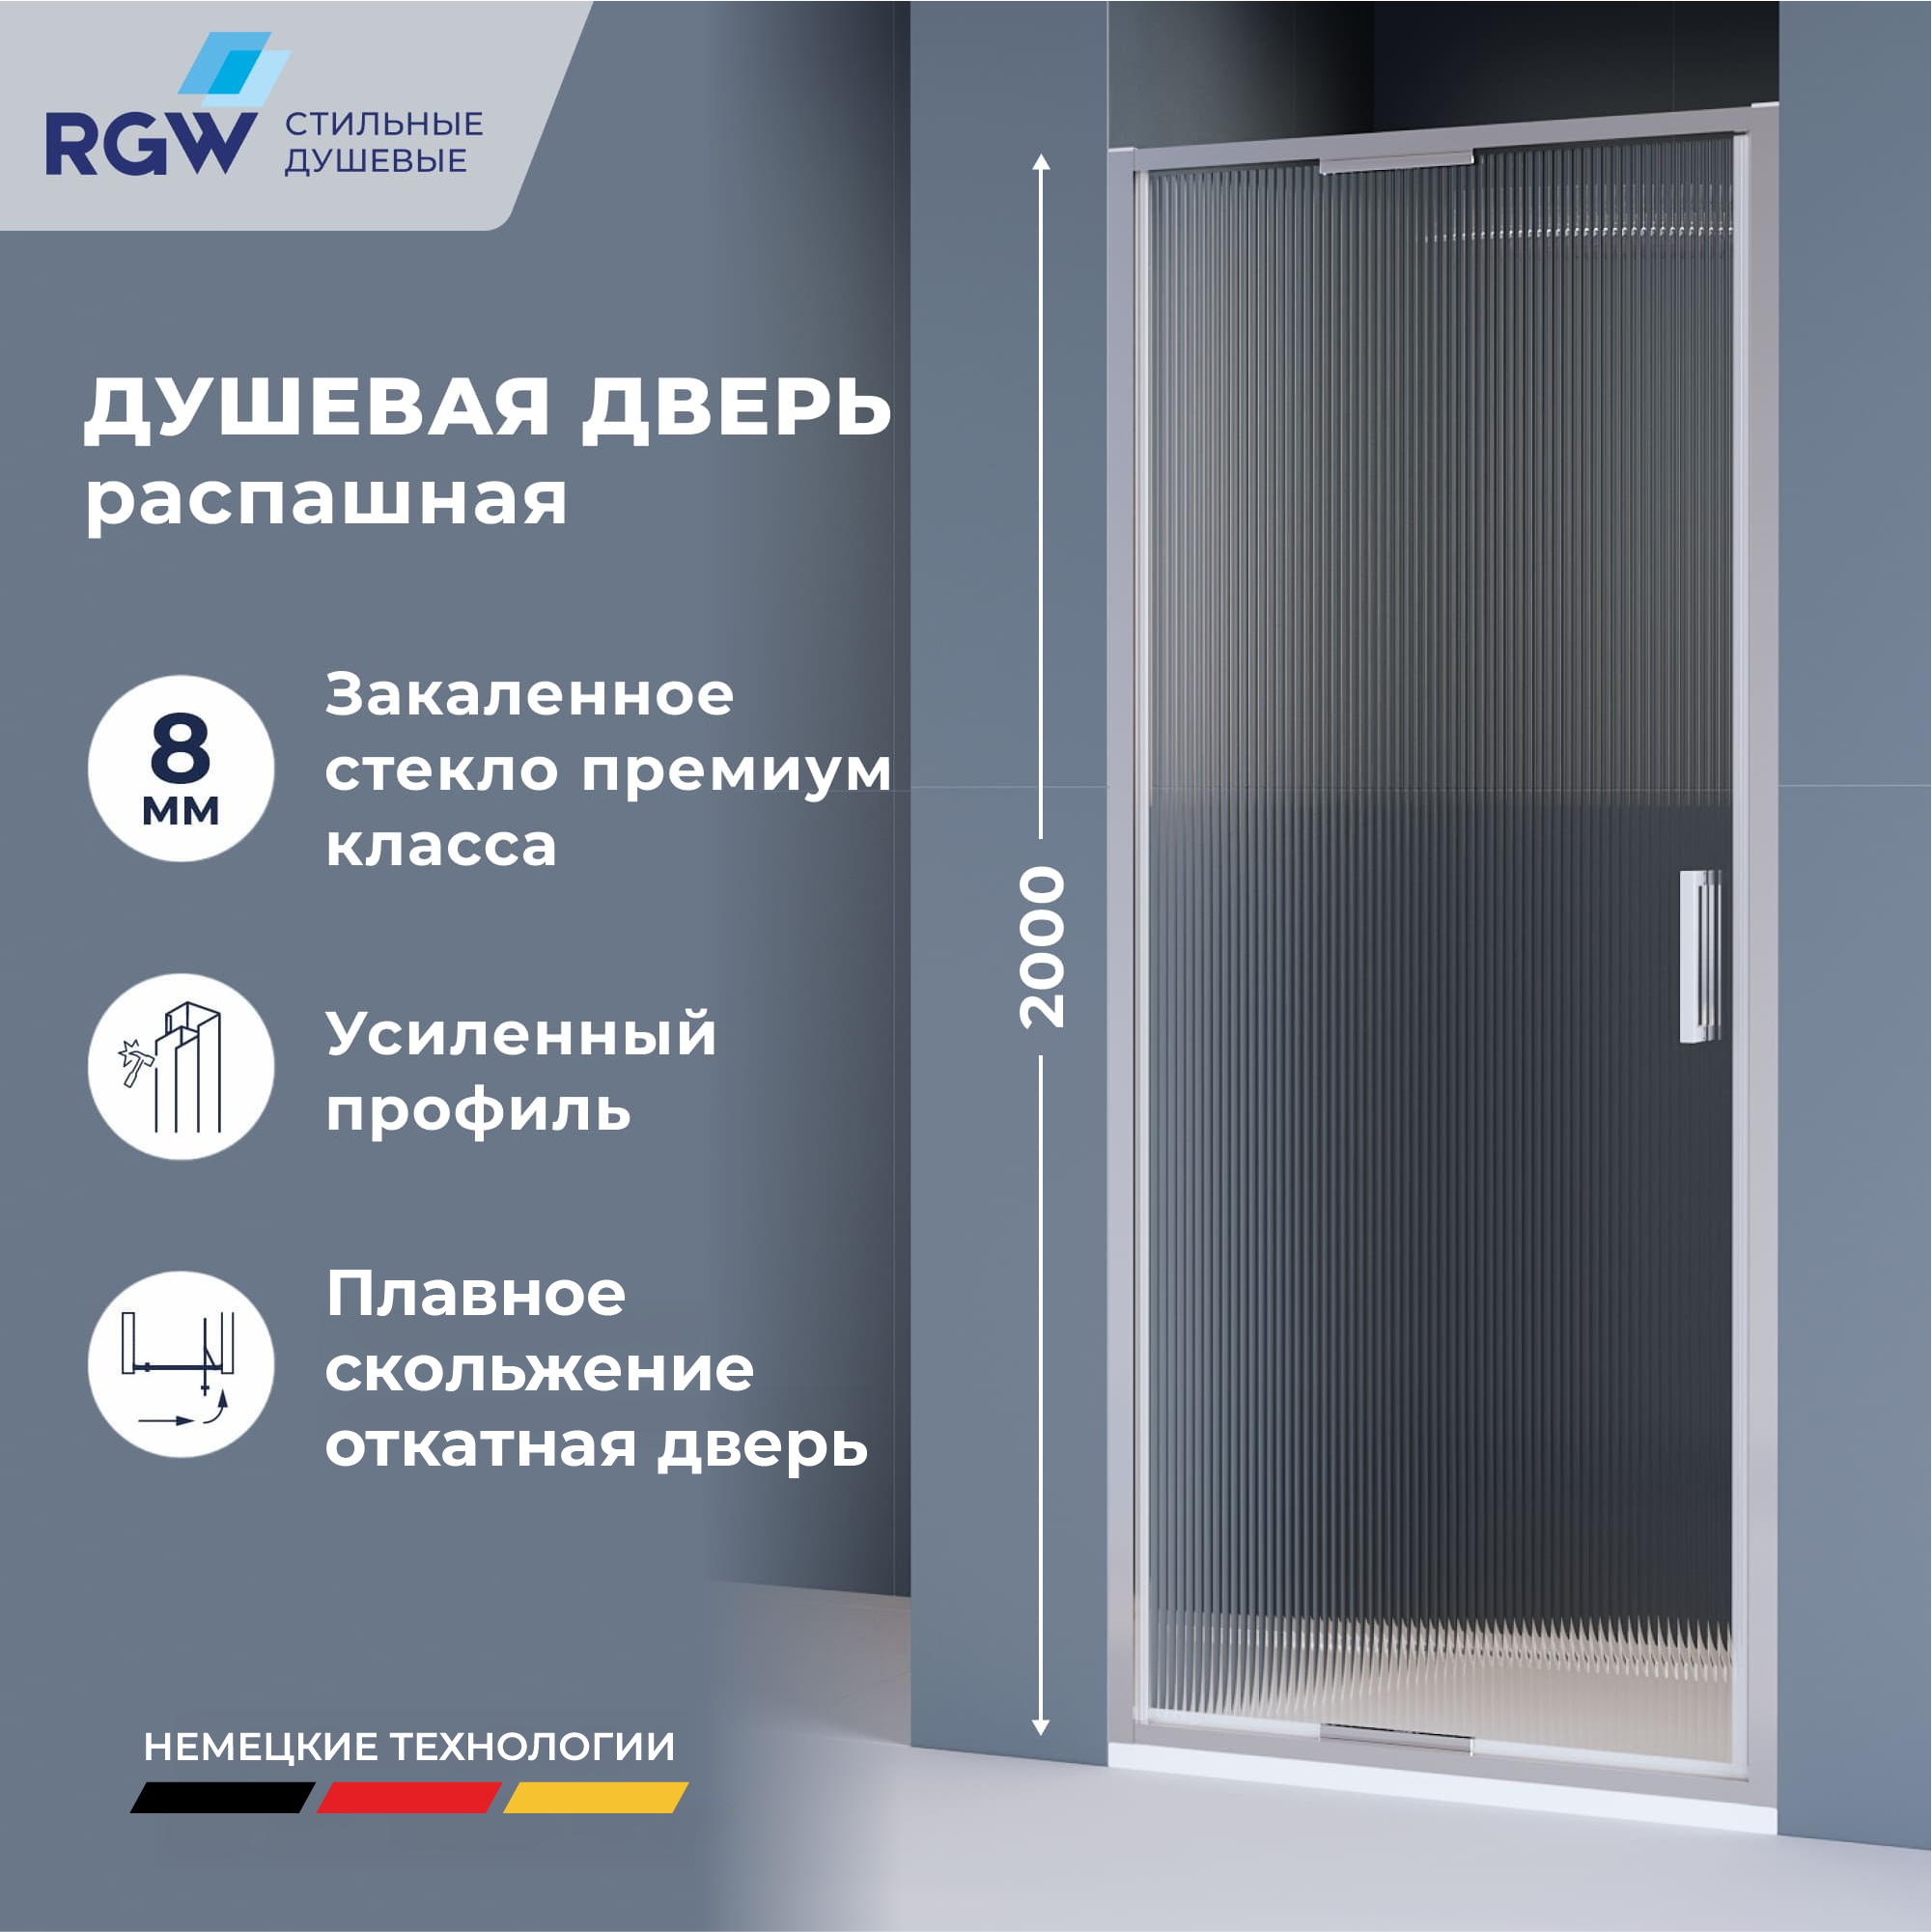 RGW
СТИЛЬНЫЕ
ДУШЕВЫЕ
ДУШЕВАЯ ДВЕРЬ
распашная
8
мм
Закаленное
стекло премиум
класса
Усиленный
профиль
Плавное
скольжение
откатная дверь
2000
НЕМЕЦКИЕ ТЕХНОЛОГИИ